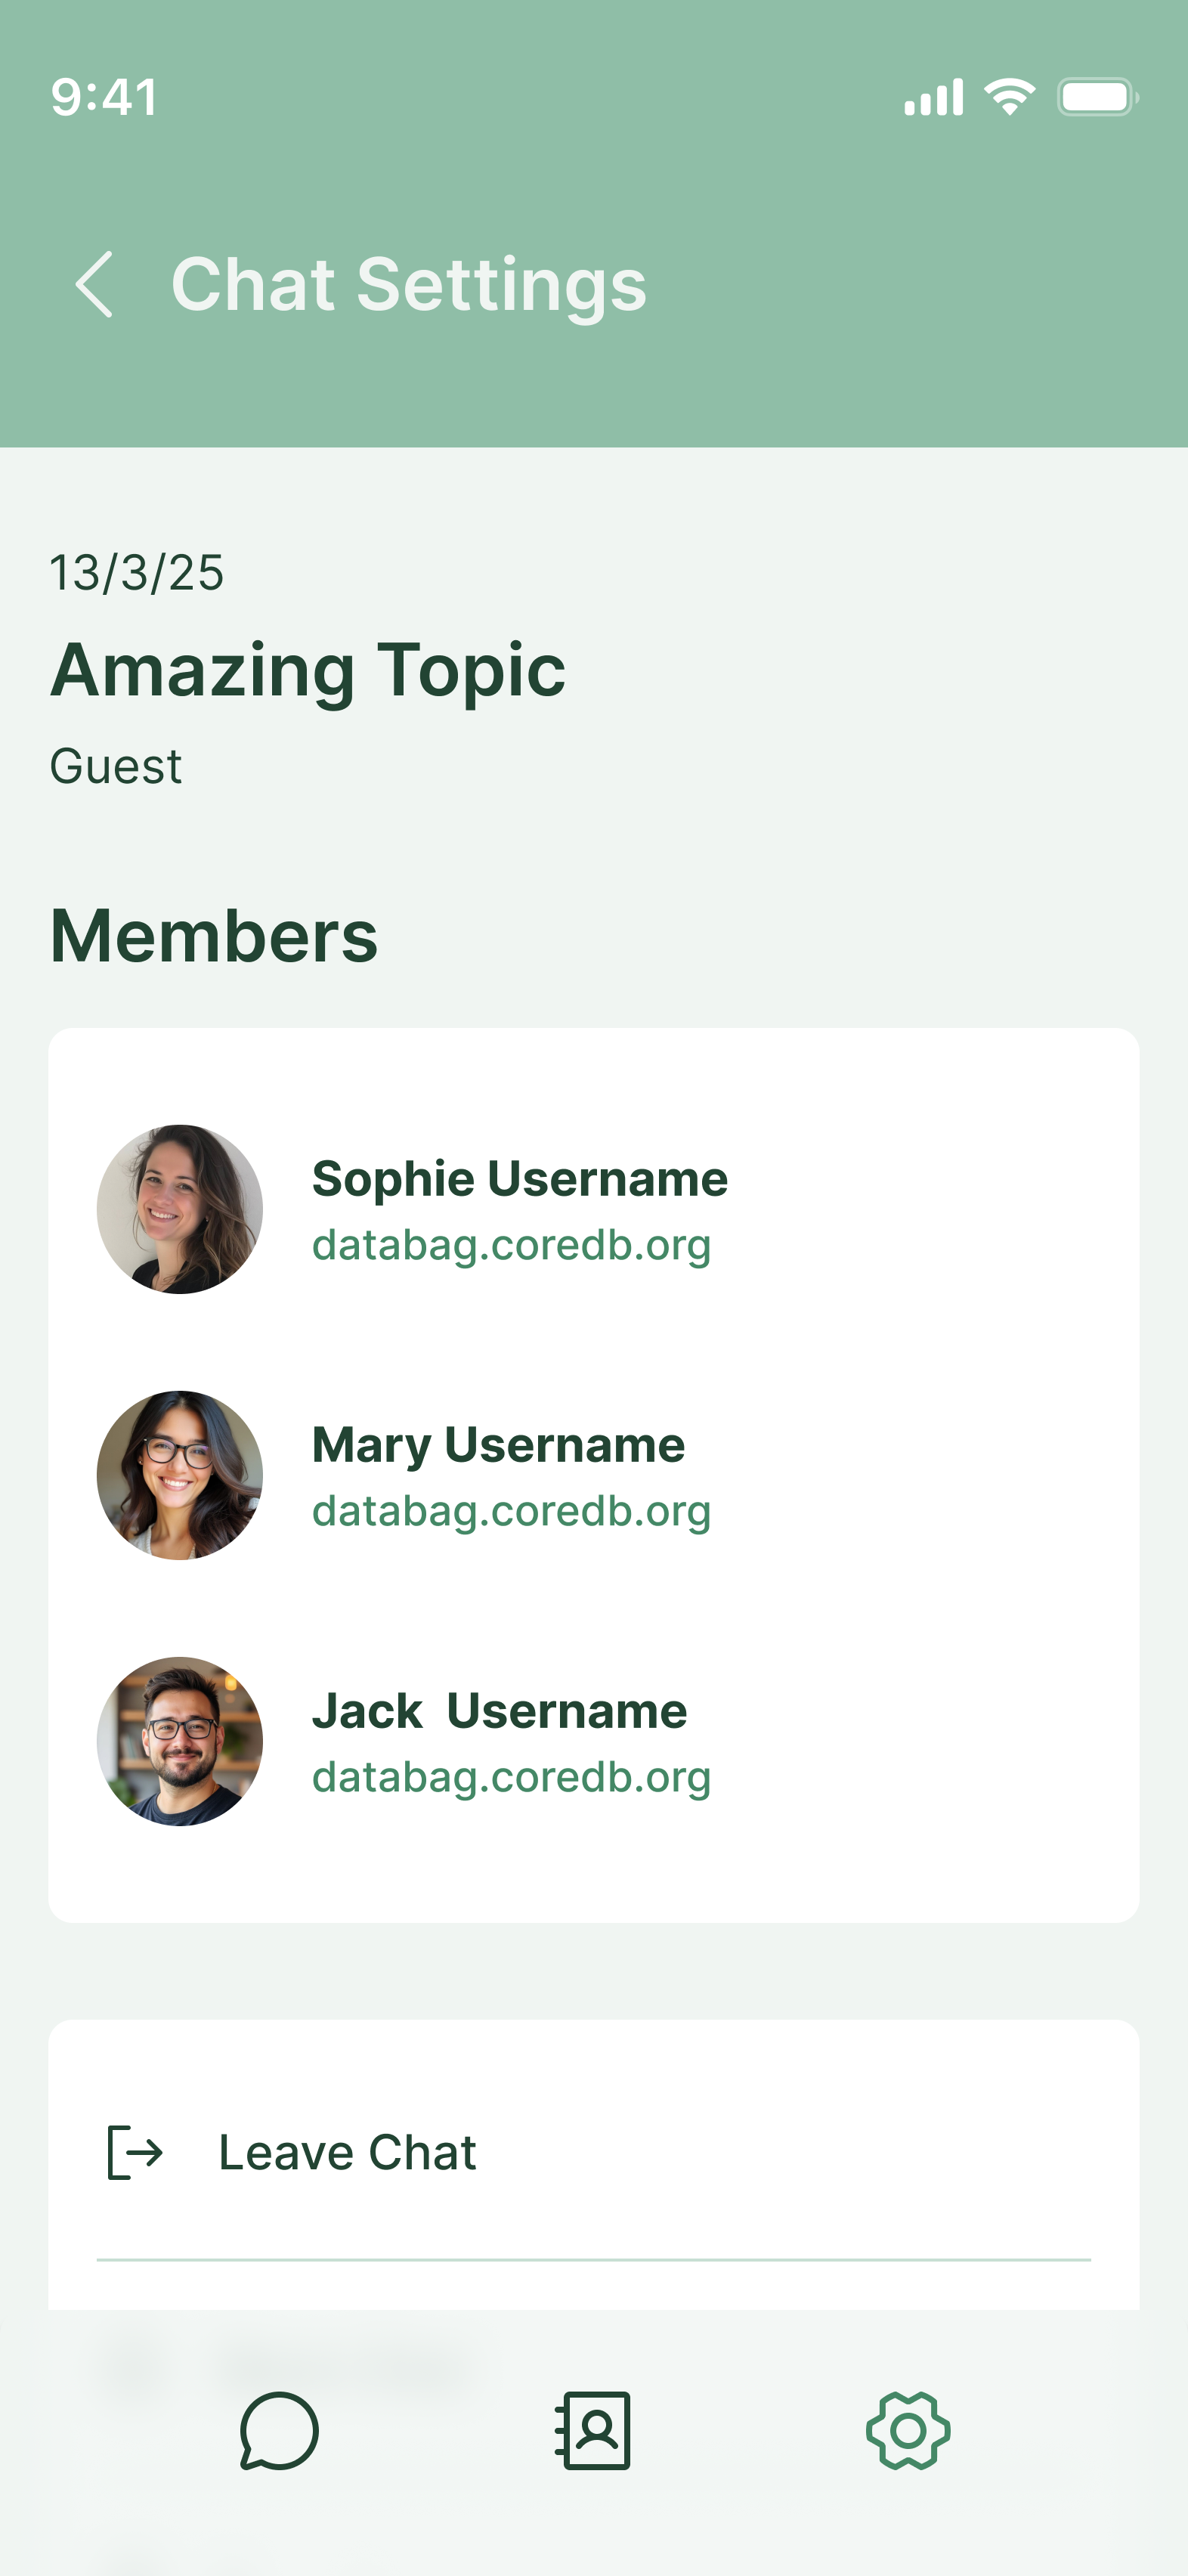 9:41
Chat Settings
13/3/25
Amazing Topic
Guest
Members
Sophie Username
databag.coredb.org
Mary Username
databag.coredb.org
Jack  Username
databag.coredb.org
Leave Chat